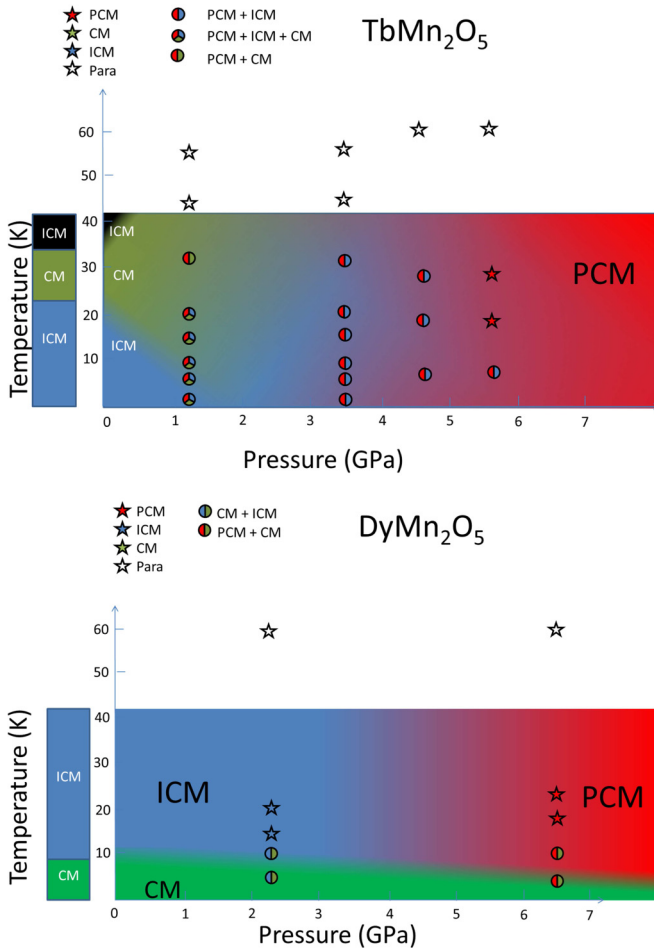 PCM
CM
ICM
Para
PCM + ICM
PCM + ICM + CM
PCM + CM
TbMn₂O₅
Temperature (K)
60
50
40
30
20
10
ICM
CM
ICM
ICM
CM
ICM
PCM
0
1
2
3
4
5
6
7
Pressure (GPa)
PCM
ICM
CM
Para
CM + ICM
PCM + CM
DyMn₂O₅
Temperature (K)
60
50
40
30
20
10
ICM
CM
ICM
CM
PCM
0
1
2
3
4
5
6
7
Pressure (GPa)